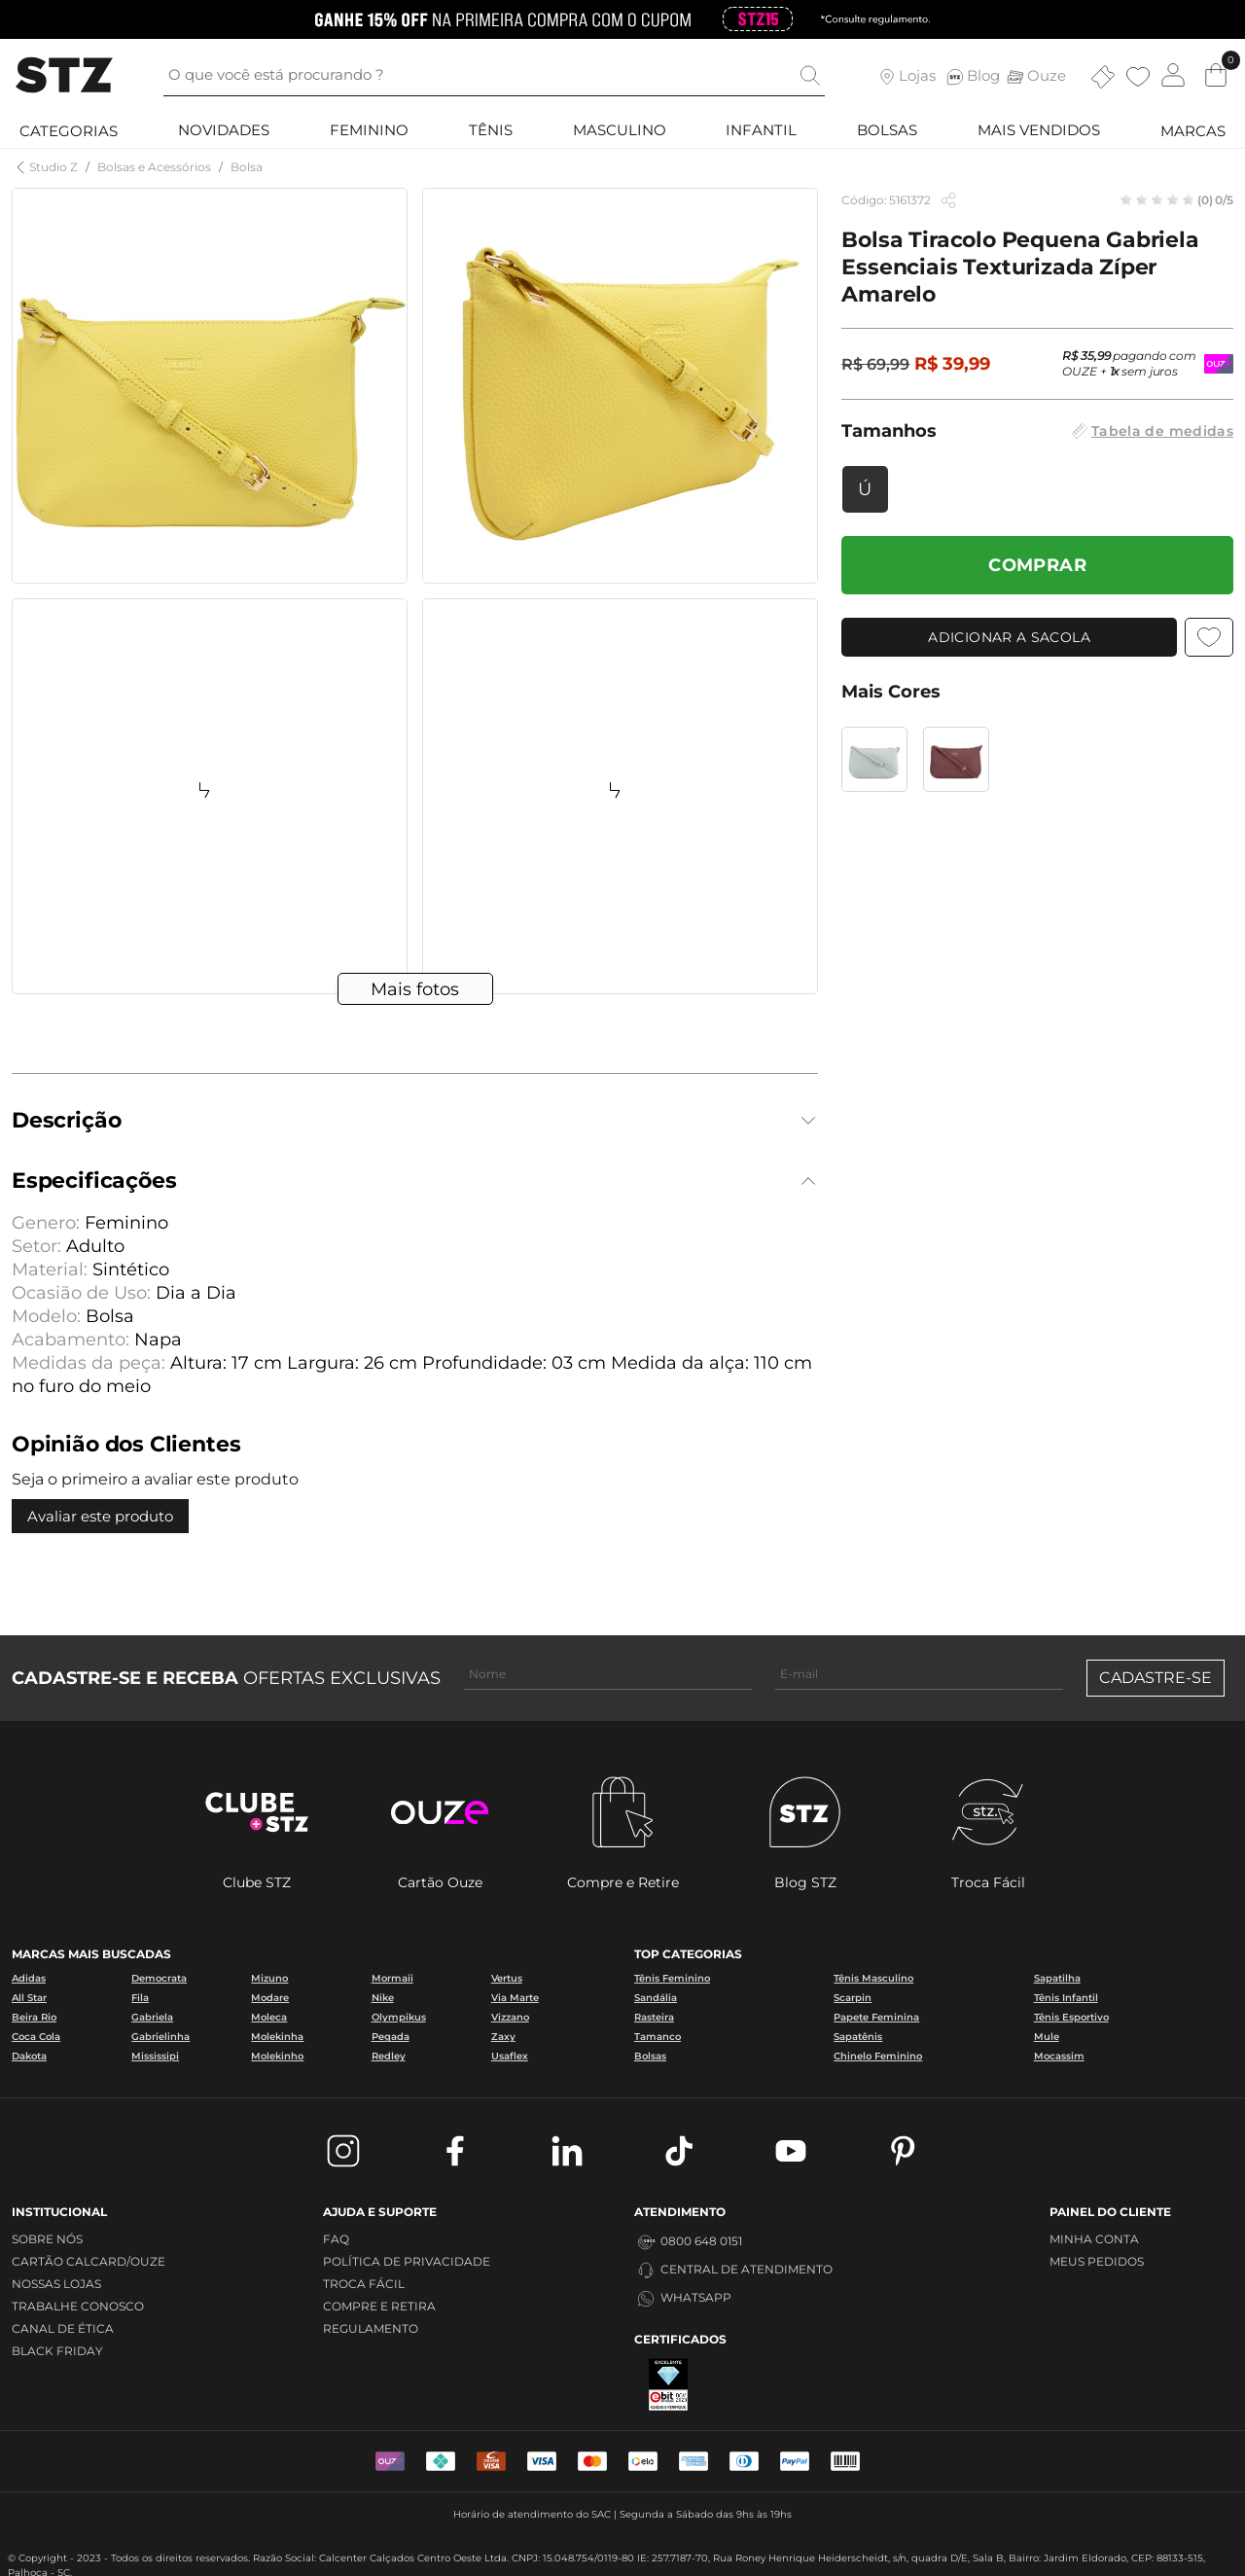 GANHE 15% OFF NA PRIMEIRA COMPRA COM O CUPOM STZ15 *Consulte regulamento.
STZ
O que você está procurando ?
Lojas STZ Blog Ouze 0
CATEGORIAS NOVIDADES FEMININO TÊNIS MASCULINO INFANTIL BOLSAS MAIS VENDIDOS MARCAS
Studio Z / Bolsas e Acessórios / Bolsa
Código: 5161372 (0) 0/5
Bolsa Tiracolo Pequena Gabriela
Essenciais Texturizada Zíper
Amarelo
R$ 69,99 R$ 39,99
R$ 35,99 pagando com
OUZE + 1x sem juros
Tamanhos
Tabela de medidas
Ú
COMPRAR
ADICIONAR A SACOLA
Mais Cores
Mais fotos
Descrição
Especificações
Genero: Feminino
Setor: Adulto
Material: Sintético
Ocasião de Uso: Dia a Dia
Modelo: Bolsa
Acabamento: Napa
Medidas da peça: Altura: 17 cm Largura: 26 cm Profundidade: 03 cm Medida da alça: 110 cm
no furo do meio
Opinião dos Clientes
Seja o primeiro a avaliar este produto
Avaliar este produto
CADASTRE-SE E RECEBA OFERTAS EXCLUSIVAS Nome E-mail CADASTRE-SE
CLUBE
+STZ
ouze
STZ
stz.
Clube STZ Cartão Ouze Compre e Retire Blog STZ Troca Fácil
MARCAS MAIS BUSCADAS
Adidas Democrata Mizuno Mormaii Vertus
All Star Fila Modare Nike Via Marte
Beira Rio Gabriela Moleca Olympikus Vizzano
Coca Cola Gabrielinha Molekinha Pegada Zaxy
Dakota Mississipi Molekinho Redley Usaflex
TOP CATEGORIAS
Tênis Feminino Tênis Masculino Sapatilha
Sandália Scarpin Tênis Infantil
Rasteira Papete Feminina Tênis Esportivo
Tamanco Sapatênis Mule
Bolsas Chinelo Feminino Mocassim
INSTITUCIONAL
SOBRE NÓS
CARTÃO CALCARD/OUZE
NOSSAS LOJAS
TRABALHE CONOSCO
CANAL DE ÉTICA
BLACK FRIDAY
AJUDA E SUPORTE
FAQ
POLÍTICA DE PRIVACIDADE
TROCA FÁCIL
COMPRE E RETIRA
REGULAMENTO
ATENDIMENTO
0800 648 0151
CENTRAL DE ATENDIMENTO
WHATSAPP
CERTIFICADOS
EXCELENTE
ebit
CLIQUE E VERIFIQUE
PAINEL DO CLIENTE
MINHA CONTA
MEUS PEDIDOS
VISA VISA elo PayPal
Horário de atendimento do SAC | Segunda a Sábado das 9hs às 19hs
© Copyright - 2023 - Todos os direitos reservados. Razão Social: Calcenter Calçados Centro Oeste Ltda. CNPJ: 15.048.754/0119-80 IE: 257.7187-70, Rua Roney Henrique Heiderscheidt, s/n, quadra D/E, Sala B, Bairro: Jardim Eldorado, CEP: 88133-515,
Palhoça - SC.